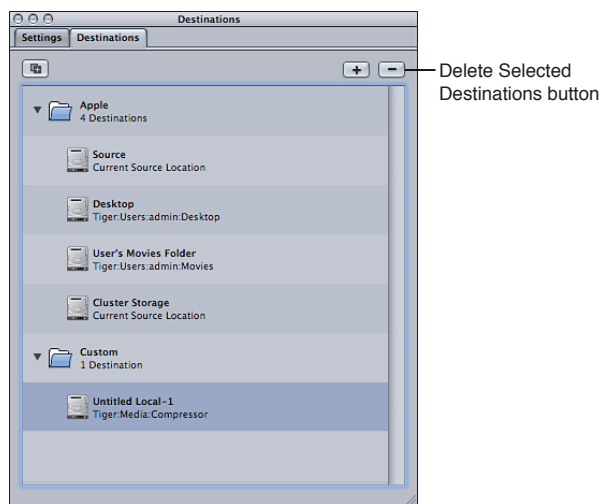 Destinations
Settings Destinations
+ −
Delete Selected
Destinations button
Apple
4 Destinations
Source
Current Source Location
Desktop
Tiger:Users:admin:Desktop
User's Movies Folder
Tiger:Users:admin:Movies
Cluster Storage
Current Source Location
Custom
1 Destination
Untitled Local-1
Tiger:Media:Compressor